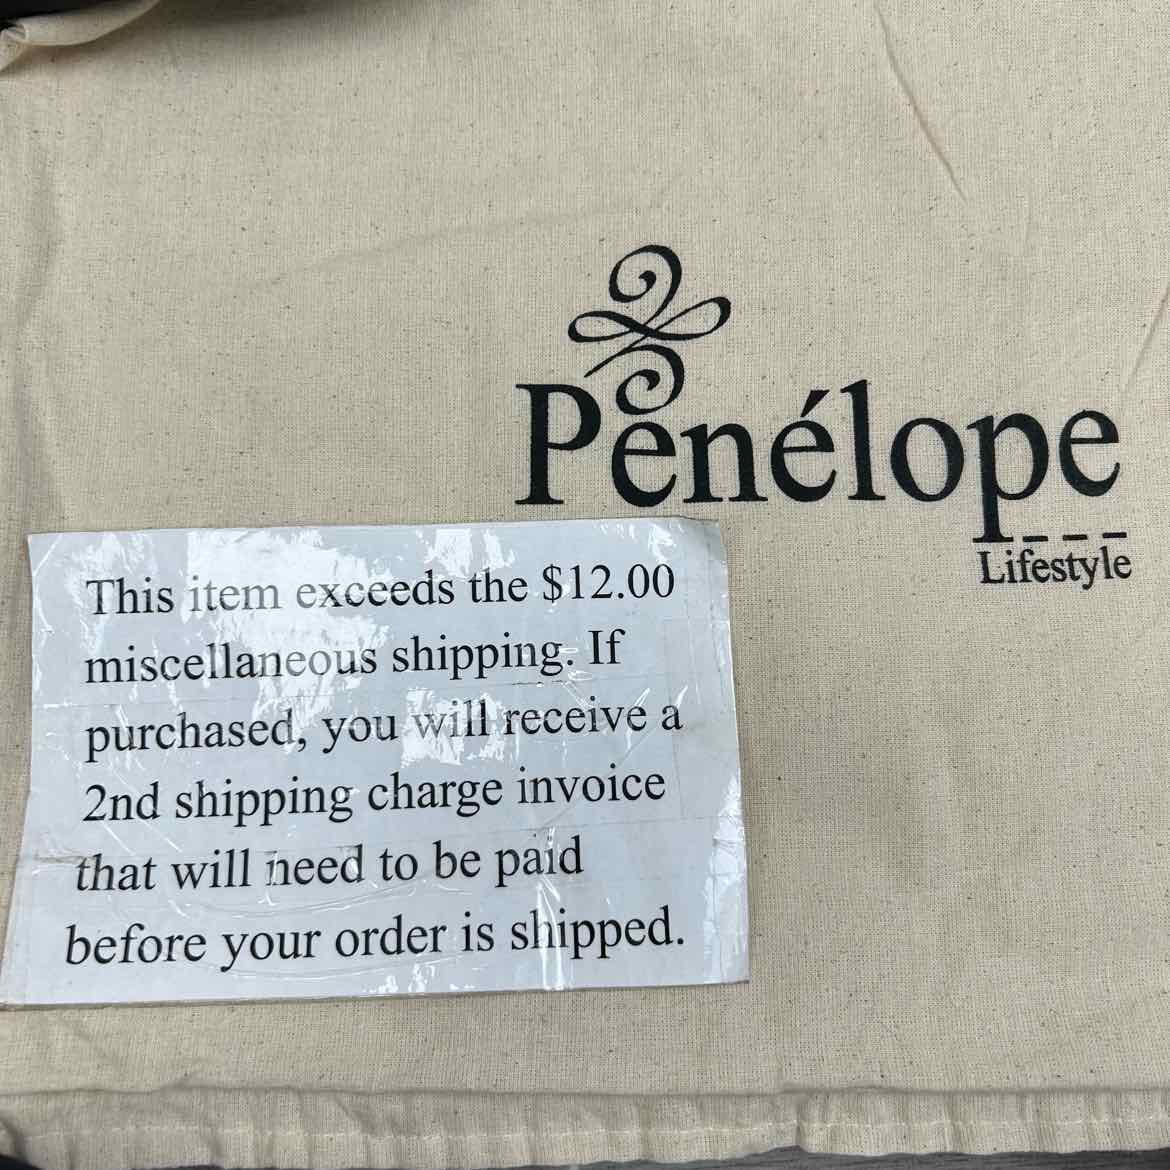 Penélope
Lifestyle
This item exceeds the $12.00
miscellaneous shipping. If
purchased, you will receive a
2nd shipping charge invoice
that will need to be paid
before your order is shipped.